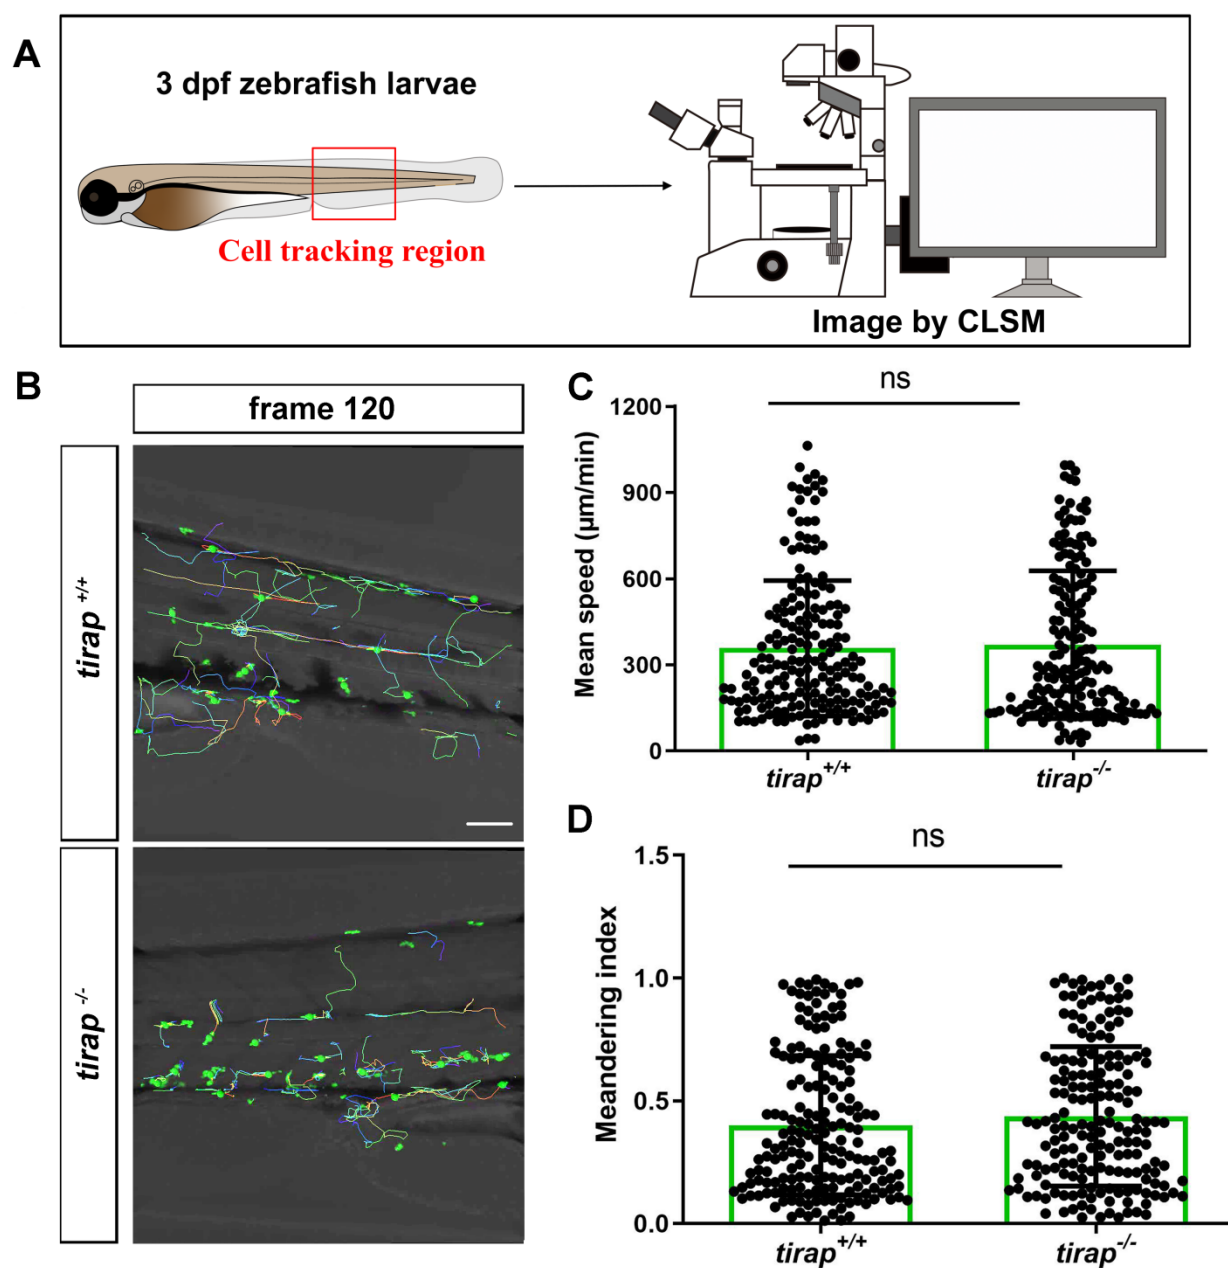 A
3 dpf zebrafish larvae
Cell tracking region
Image by CLSM
B
frame 120
tirap +/+
tirap -/-
C
ns
Mean speed (μm/min)
1200
900
600
300
0
tirap+/+
tirap-/-
D
ns
Meandering index
1.5
1.0
0.5
0.0
tirap+/+
tirap-/-